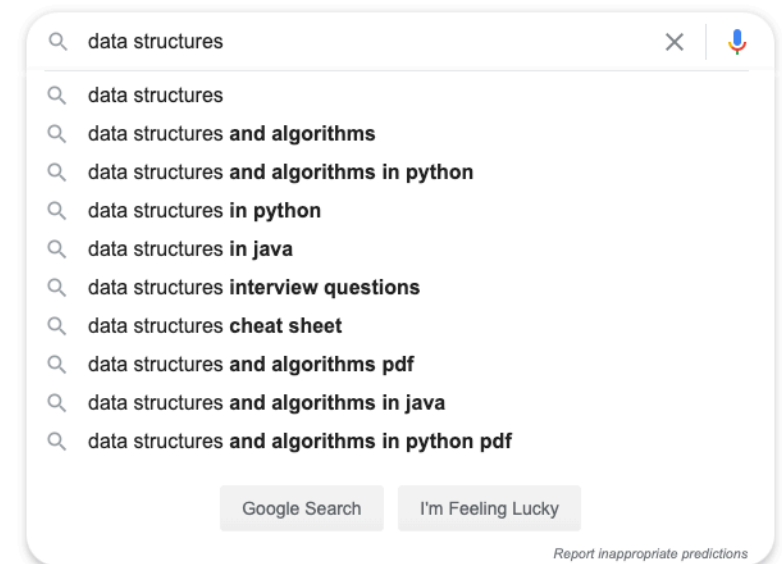 data structures
data structures
data structures and algorithms
data structures and algorithms in python
data structures in python
data structures in java
data structures interview questions
data structures cheat sheet
data structures and algorithms pdf
data structures and algorithms in java
data structures and algorithms in python pdf
Google Search I'm Feeling Lucky
Report inappropriate predictions